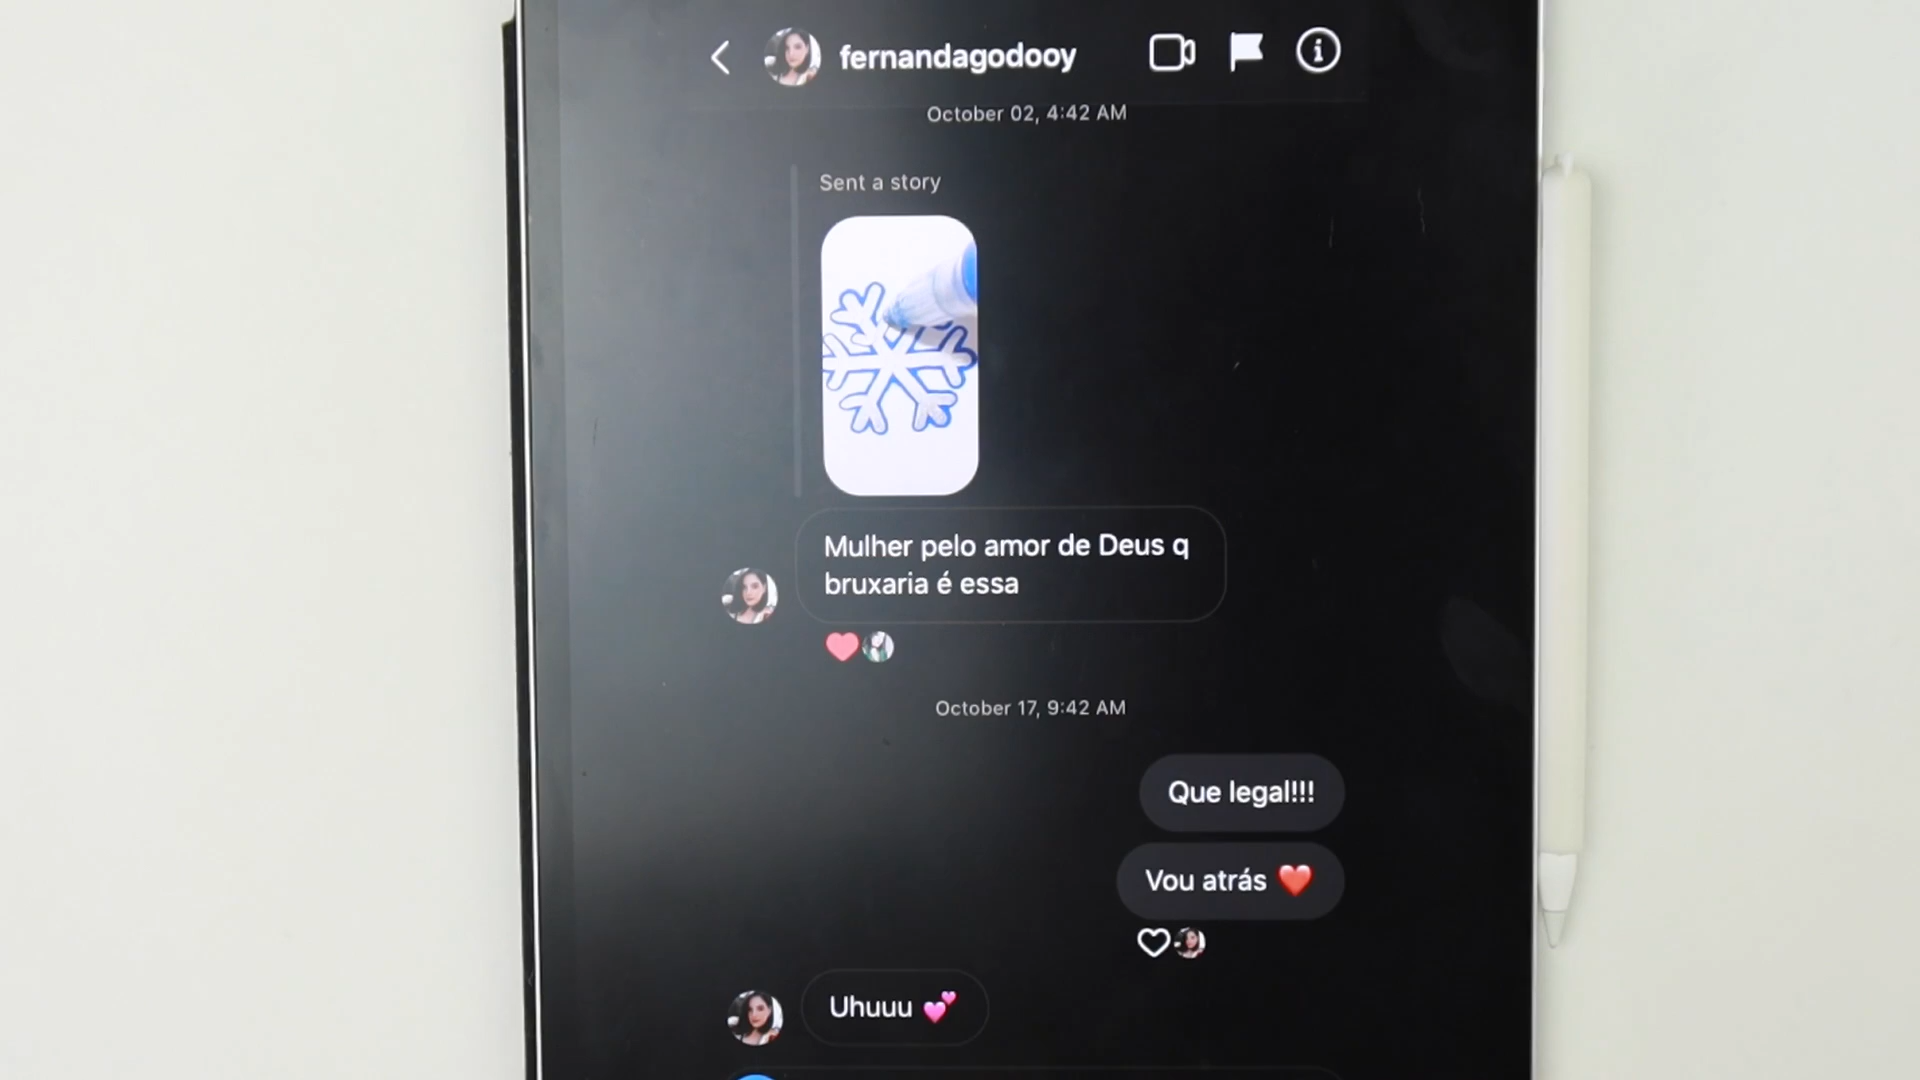 fernandagodooy
October 02, 4:42 AM
Sent a story
Mulher pelo amor de Deus q
bruxaria é essa
October 17, 9:42 AM
Que legal!!!
Vou atrás ❤️
Uhuuu 💕